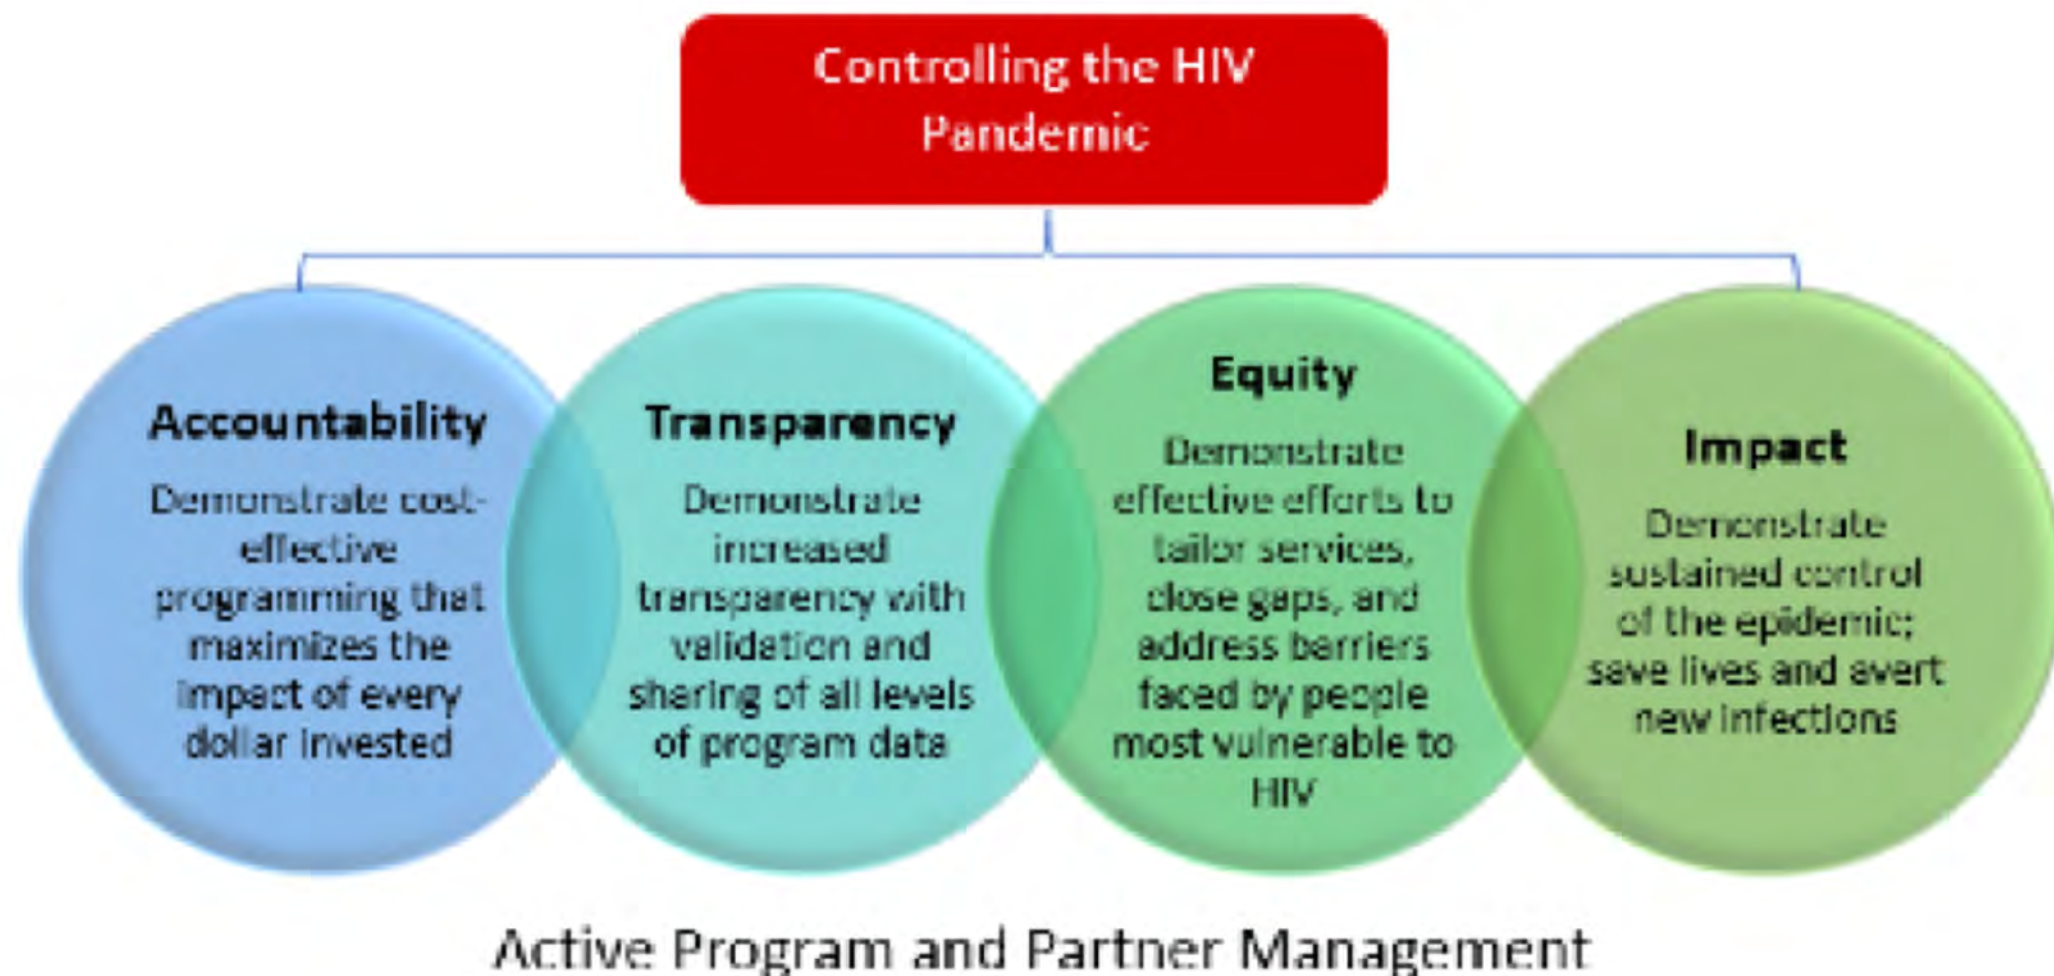 Controlling the HIV
Pandemic
Accountability
Demonstrate cost-
effective
programming that
maximizes the
impact of every
dollar invested
Transparency
Demonstrate
increased
transparency with
validation and
sharing of all levels
of program data
Equity
Demonstrate
effective efforts to
tailor services,
close gaps, and
address barriers
faced by people
most vulnerable to
HIV
Impact
Demonstrate
sustained control
of the epidemic;
save lives and avert
new infections
Active Program and Partner Management